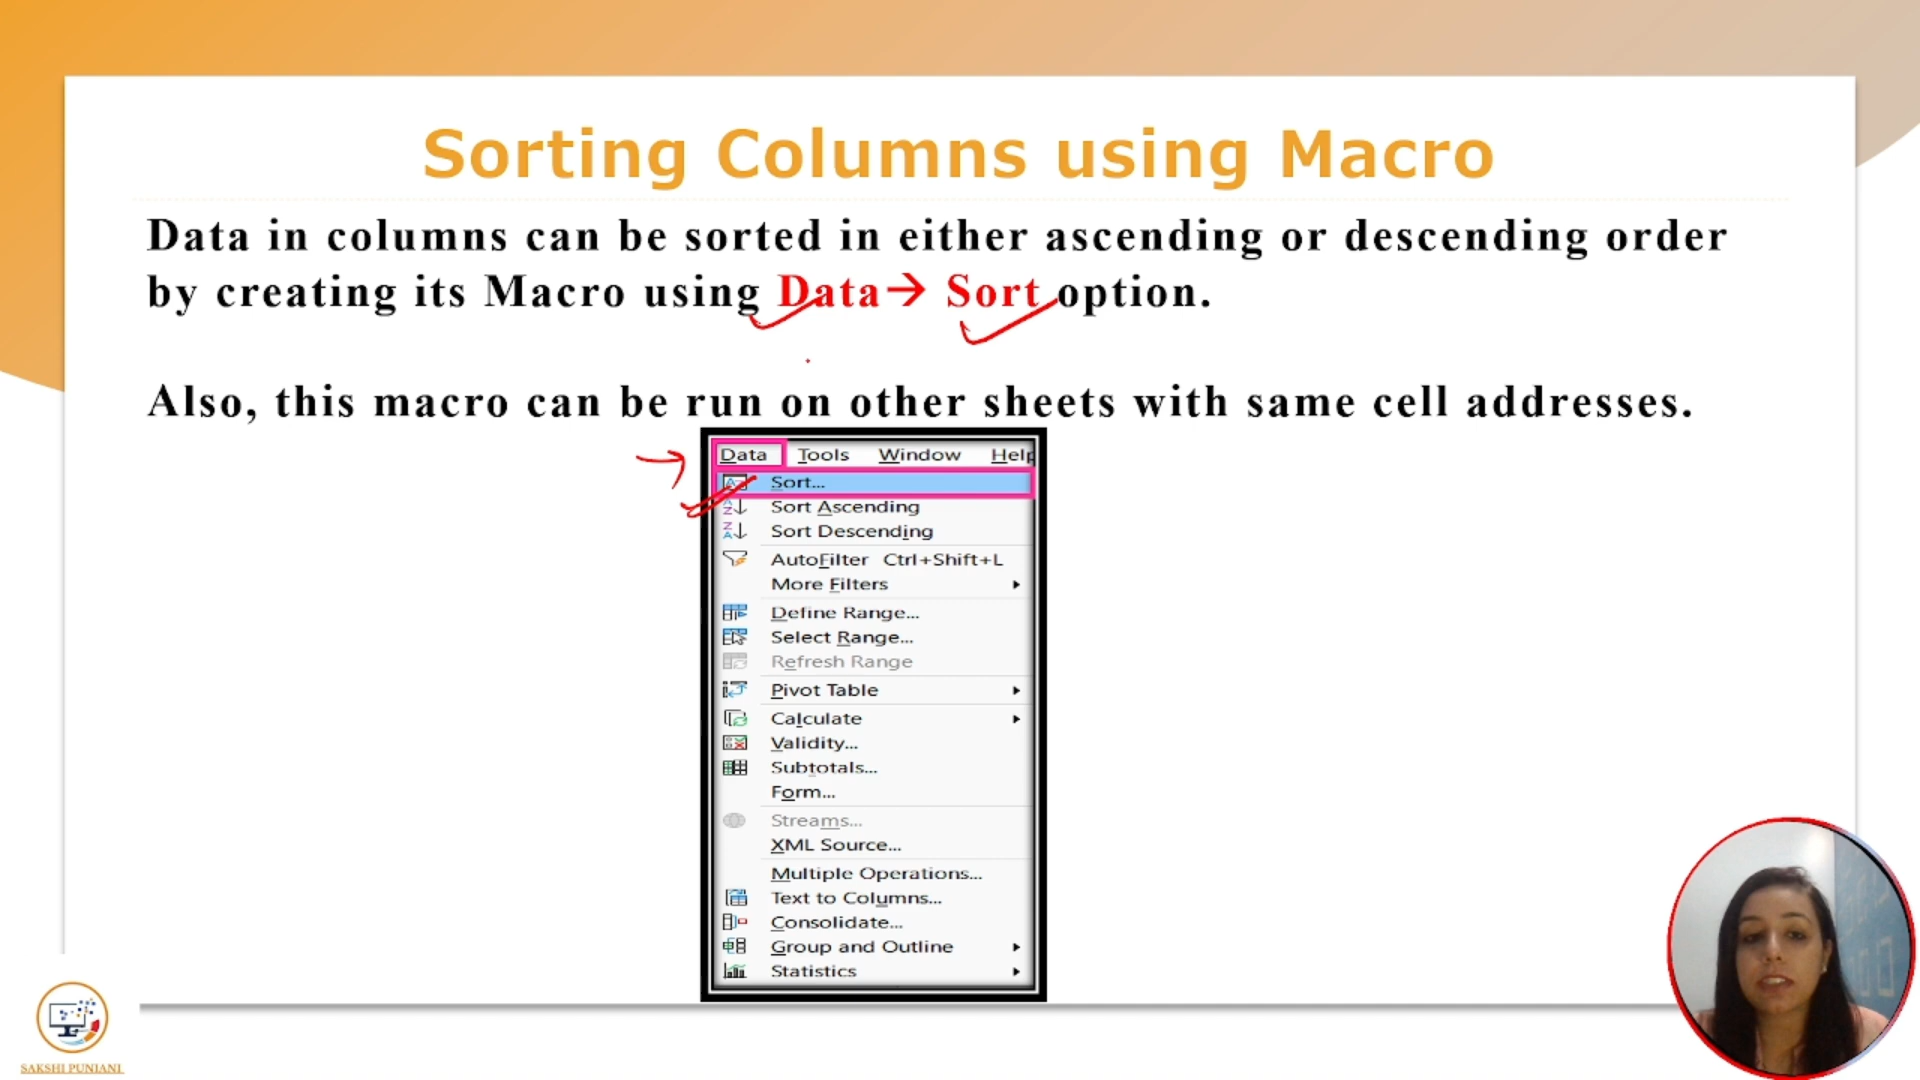 Sorting Columns using Macro
Data in columns can be sorted in either ascending or descending order
by creating its Macro using Data→ Sort option.
Also, this macro can be run on other sheets with same cell addresses.
Data Tools Window Help
Sort...
Sort Ascending
Sort Descending
AutoFilter Ctrl+Shift+L
More Filters
Define Range...
Select Range...
Refresh Range
Pivot Table
Calculate
Validity...
Subtotals...
Form...
Streams...
XML Source...
Multiple Operations...
Text to Columns...
Consolidate...
Group and Outline
Statistics
SAKSHI PUNIANI